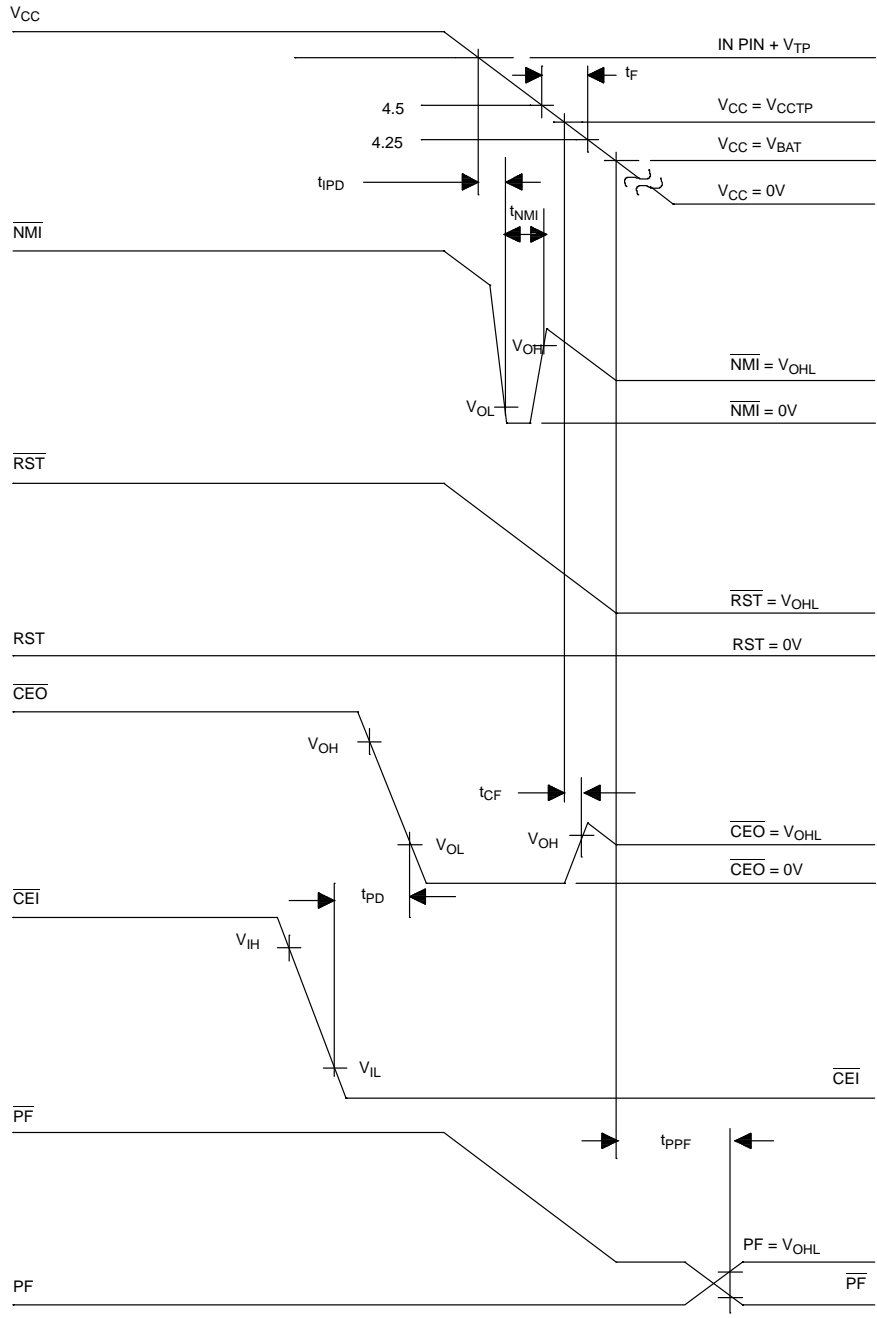 VCC
IN PIN + VTP
tF
4.5
VCC = VCCTP
4.25
VCC = VBAT
tIPD
VCC = 0V
tNMI
NMI
VOH
NMI = VOHL
VOL
NMI = 0V
RST
RST = VOHL
RST
RST = 0V
CEO
VOH
tCF
VOL
VOH
CEO = VOHL
CEO = 0V
CEI
tPD
VIH
VIL
CEI
PF
tPPF
PF = VOHL
PF
PF